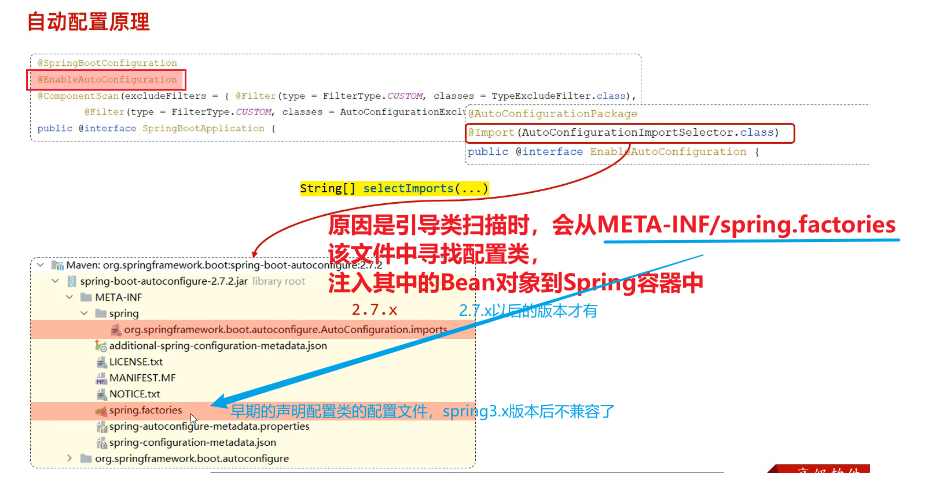 自动配置原理
@SpringBootConfiguration
@EnableAutoConfiguration
@ComponentScan(excludeFilters = { @Filter(type = FilterType.CUSTOM, classes = TypeExcludeFilter.class),
@Filter(type = FilterType.CUSTOM, classes = AutoConfigurationExcl
public @interface SpringBootApplication {
@AutoConfigurationPackage
@Import(AutoConfigurationImportSelector.class)
public @interface EnableAutoConfiguration {
String[] selectImports(...)
原因是引导类扫描时，会从META-INF/spring.factories
该文件中寻找配置类，
注入其中的Bean对象到Spring容器中
Maven: org.springframework.boot:spring-boot-autoconfigure:2.7.2
spring-boot-autoconfigure-2.7.2.jar library root
META-INF
2.7.x 2.7.x以后的版本才有
spring
org.springframework.boot.autoconfigure.AutoConfiguration.imports
additional-spring-configuration-metadata.json
LICENSE.txt
MANIFEST.MF
NOTICE.txt
spring.factories 早期的声明配置类的配置文件，spring3.x版本后不兼容了
spring-autoconfigure-metadata.properties
spring-configuration-metadata.json
org.springframework.boot.autoconfigure